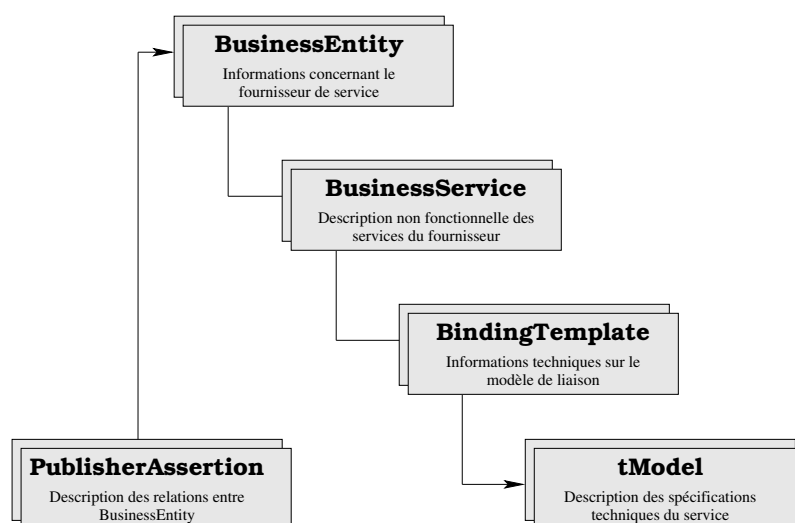 BusinessEntity
Informations concernant le
fournisseur de service
BusinessService
Description non fonctionnelle des
services du fournisseur
BindingTemplate
Informations techniques sur le
modèle de liaison
PublisherAssertion
Description des relations entre
BusinessEntity
tModel
Description des spécifications
techniques du service